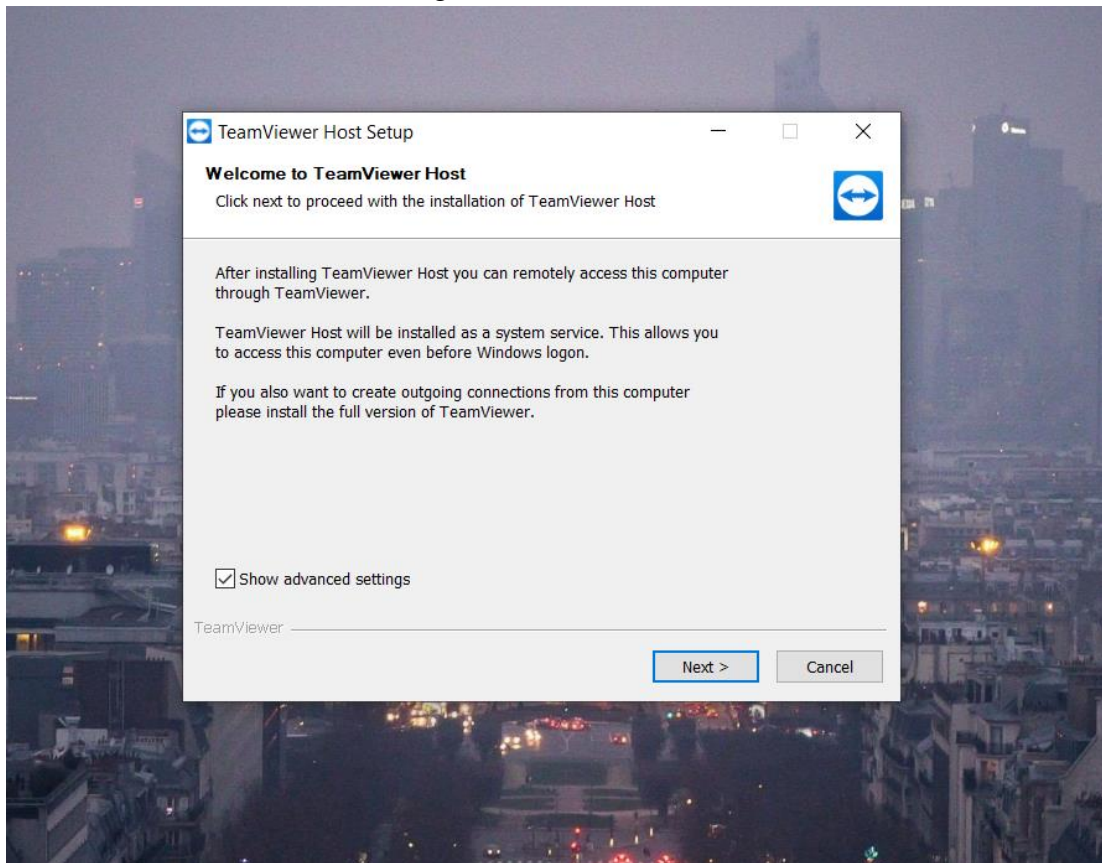 TeamViewer Host Setup
Welcome to TeamViewer Host
Click next to proceed with the installation of TeamViewer Host
After installing TeamViewer Host you can remotely access this computer
through TeamViewer.
TeamViewer Host will be installed as a system service. This allows you
to access this computer even before Windows logon.
If you also want to create outgoing connections from this computer
please install the full version of TeamViewer.
Show advanced settings
TeamViewer
Next >
Cancel